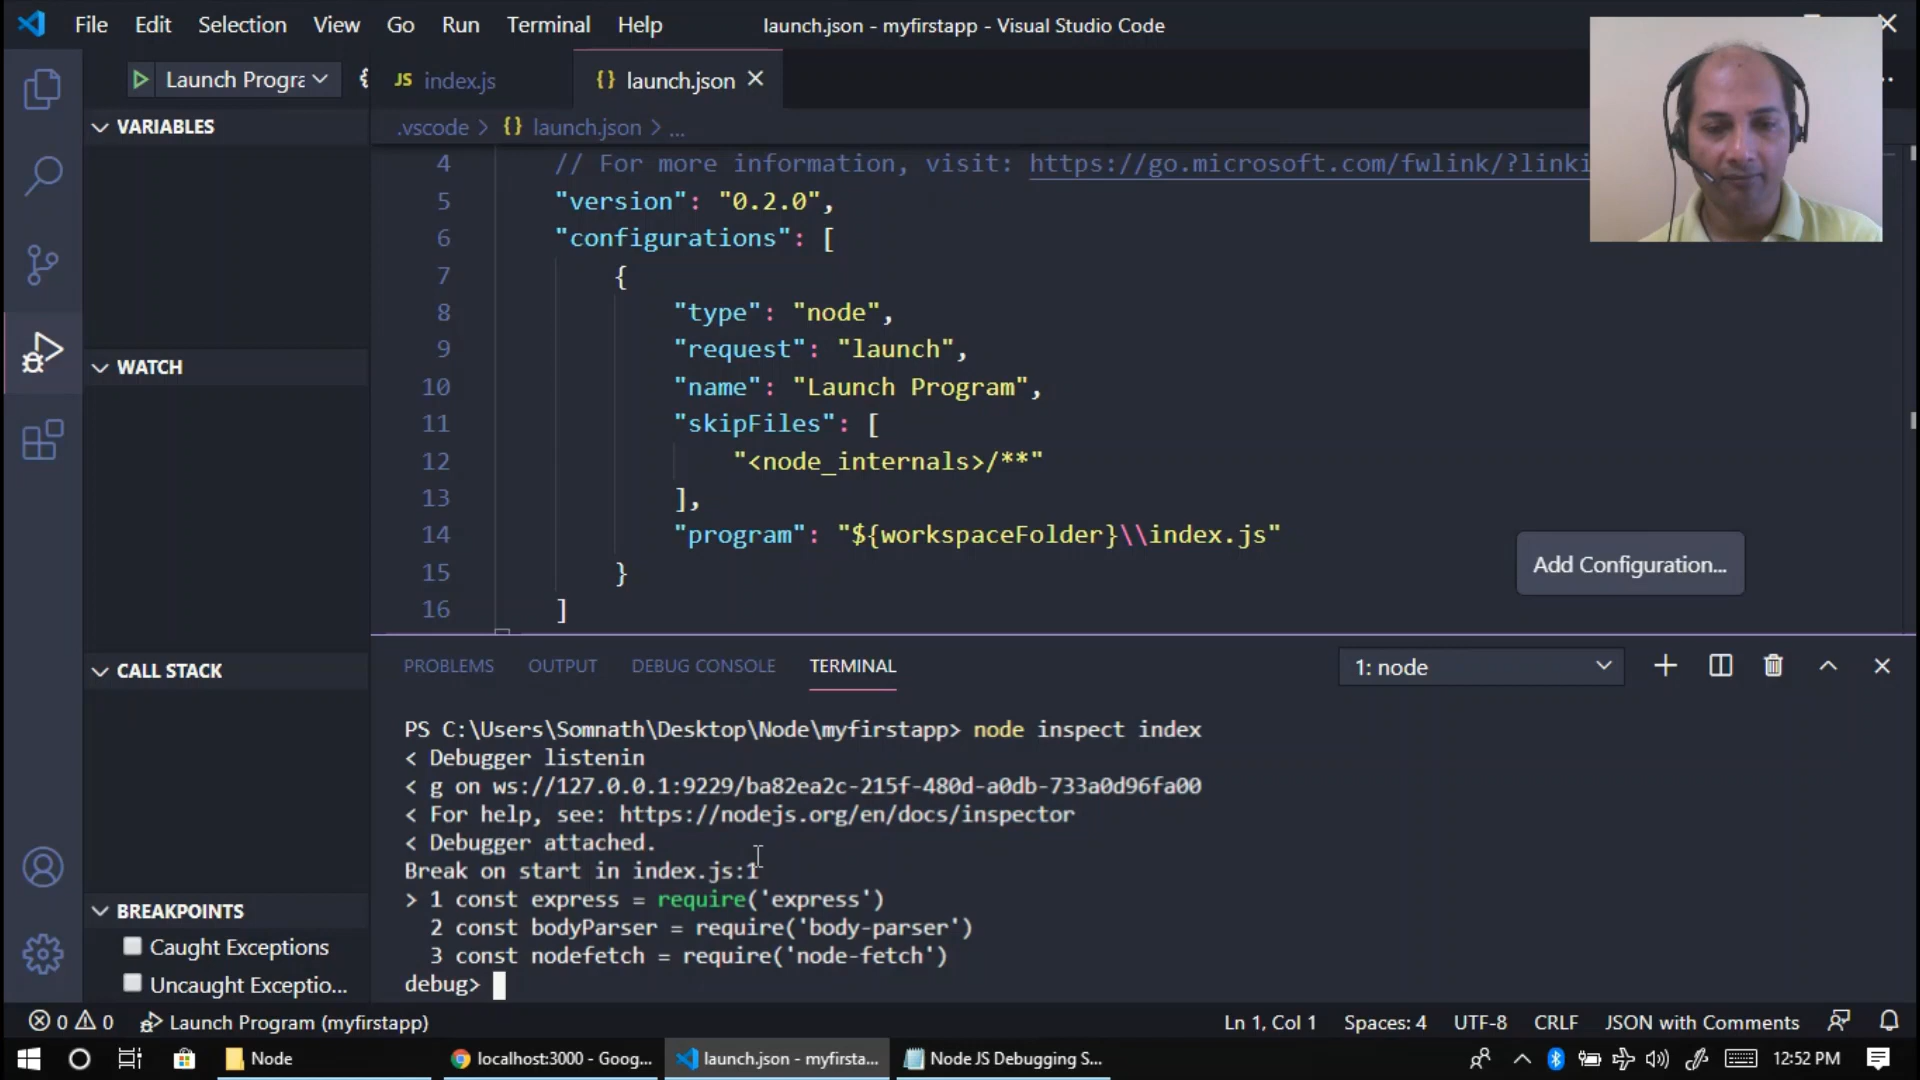 File Edit Selection View Go Run Terminal Help launch.json - myfirstapp - Visual Studio Code
Launch Progra
JS index.js {} launch.json
.vscode > {} launch.json > ...
VARIABLES
WATCH
CALL STACK
BREAKPOINTS
Caught Exceptions
Uncaught Exceptio...
4 // For more information, visit: https://go.microsoft.com/fwlink/?linki
5 "version": "0.2.0",
6 "configurations": [
7 {
8 "type": "node",
9 "request": "launch",
10 "name": "Launch Program",
11 "skipFiles": [
12 "<node_internals>/**"
13 ],
14 "program": "${workspaceFolder}\\index.js"
15 }
16 ]
Add Configuration...
PROBLEMS OUTPUT DEBUG CONSOLE TERMINAL 1: node
PS C:\Users\Somnath\Desktop\Node\myfirstapp> node inspect index
< Debugger listenin
< g on ws://127.0.0.1:9229/ba82ea2c-215f-480d-a0db-733a0d96fa00
< For help, see: https://nodejs.org/en/docs/inspector
< Debugger attached.
Break on start in index.js:1
> 1 const express = require('express')
2 const bodyParser = require('body-parser')
3 const nodefetch = require('node-fetch')
debug>
0 0 Launch Program (myfirstapp) Ln 1, Col 1 Spaces: 4 UTF-8 CRLF JSON with Comments
Node localhost:3000 - Goog... launch.json - myfirsta... Node JS Debugging S... 12:52 PM